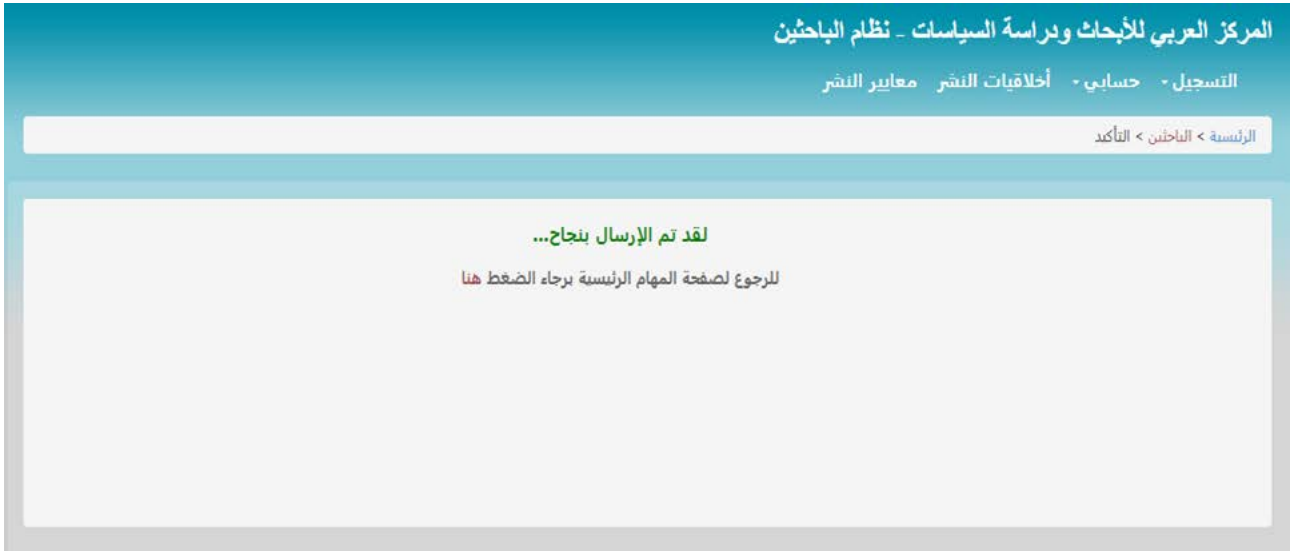 المركز العربي للأبحاث ودراسة السياسات - نظام الباحثين
التسجيل حسابي أخلاقيات النشر معايير النشر
الرئيسية > الباحثين > التأكيد
لقد تم الإرسال بنجاح...
للرجوع لصفحة المهام الرئيسية برجاء الضغط هنا